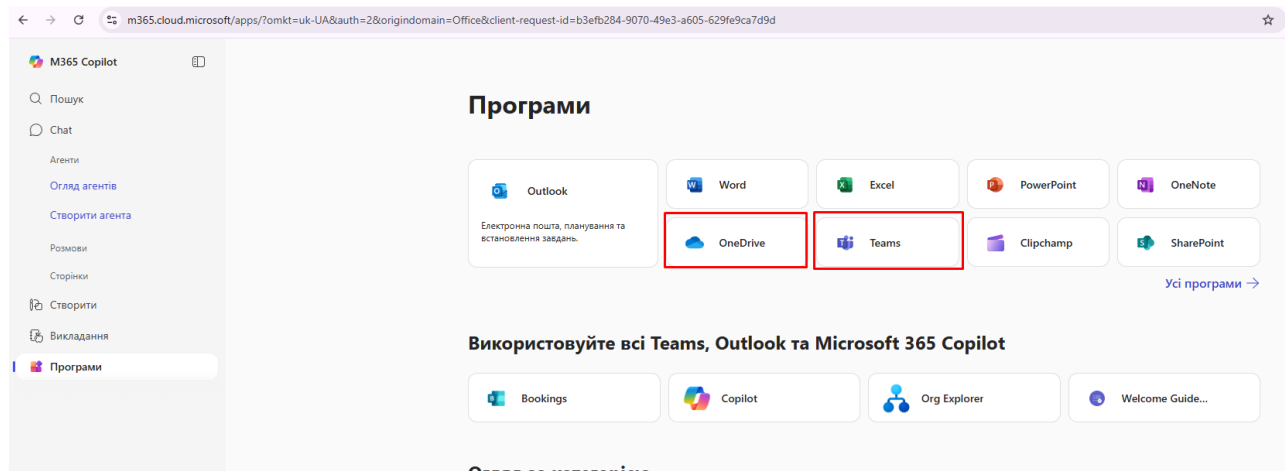 m365.cloud.microsoft/apps/?omkt=uk-UA&auth=2&origindomain=Office&client-request-id=b3efb284-9070-49e3-a605-629fe9ca7d9d
M365 Copilot
Пошук
Chat
Агенти
Огляд агентів
Створити агента
Розмови
Сторінки
Створити
Викладання
Програми
Програми
Outlook
Електронна пошта, планування та
встановлення завдань.
Word
Excel
PowerPoint
OneNote
OneDrive
Teams
Clipchamp
SharePoint
Усі програми
Використовуйте всі Teams, Outlook та Microsoft 365 Copilot
Bookings
Copilot
Org Explorer
Welcome Guide...